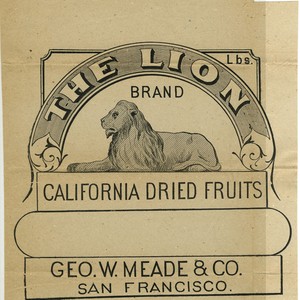 THE LION
Lbs.
BRAND
CALIFORNIA DRIED FRUITS
GEO. W. MEADE & CO.
SAN FRANCISCO.